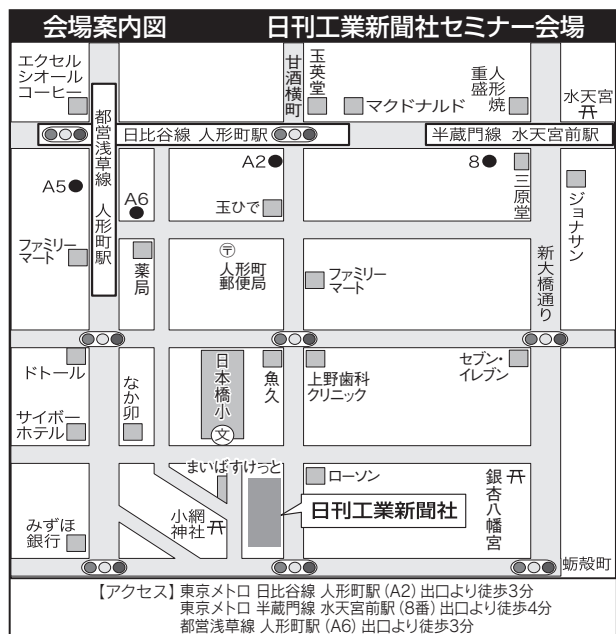 会場案内図 日刊工業新聞社セミナー会場
エクセル
シオール
コーヒー
甘酒横町
玉英堂
マクドナルド
人形焼
重盛
水天宮
都営浅草線 人形町駅
日比谷線 人形町駅
半蔵門線 水天宮前駅
A5
A6
A2
8
玉ひで
三原堂
ジョナサン
ファミリー
マート
薬局
〒
人形町
郵便局
ファミリー
マート
新大橋通り
ドトール
なか卯
日本橋小
文
魚久
上野歯科
クリニック
セブン・
イレブン
サイボー
ホテル
まいばすけっと
ローソン
銀杏八幡宮
日刊工業新聞社
みずほ
銀行
小網
神社
蛎殻町
【アクセス】東京メトロ 日比谷線 人形町駅(A2)出口より徒歩3分
東京メトロ 半蔵門線 水天宮前駅(8番)出口より徒歩4分
都営浅草線 人形町駅(A6)出口より徒歩3分